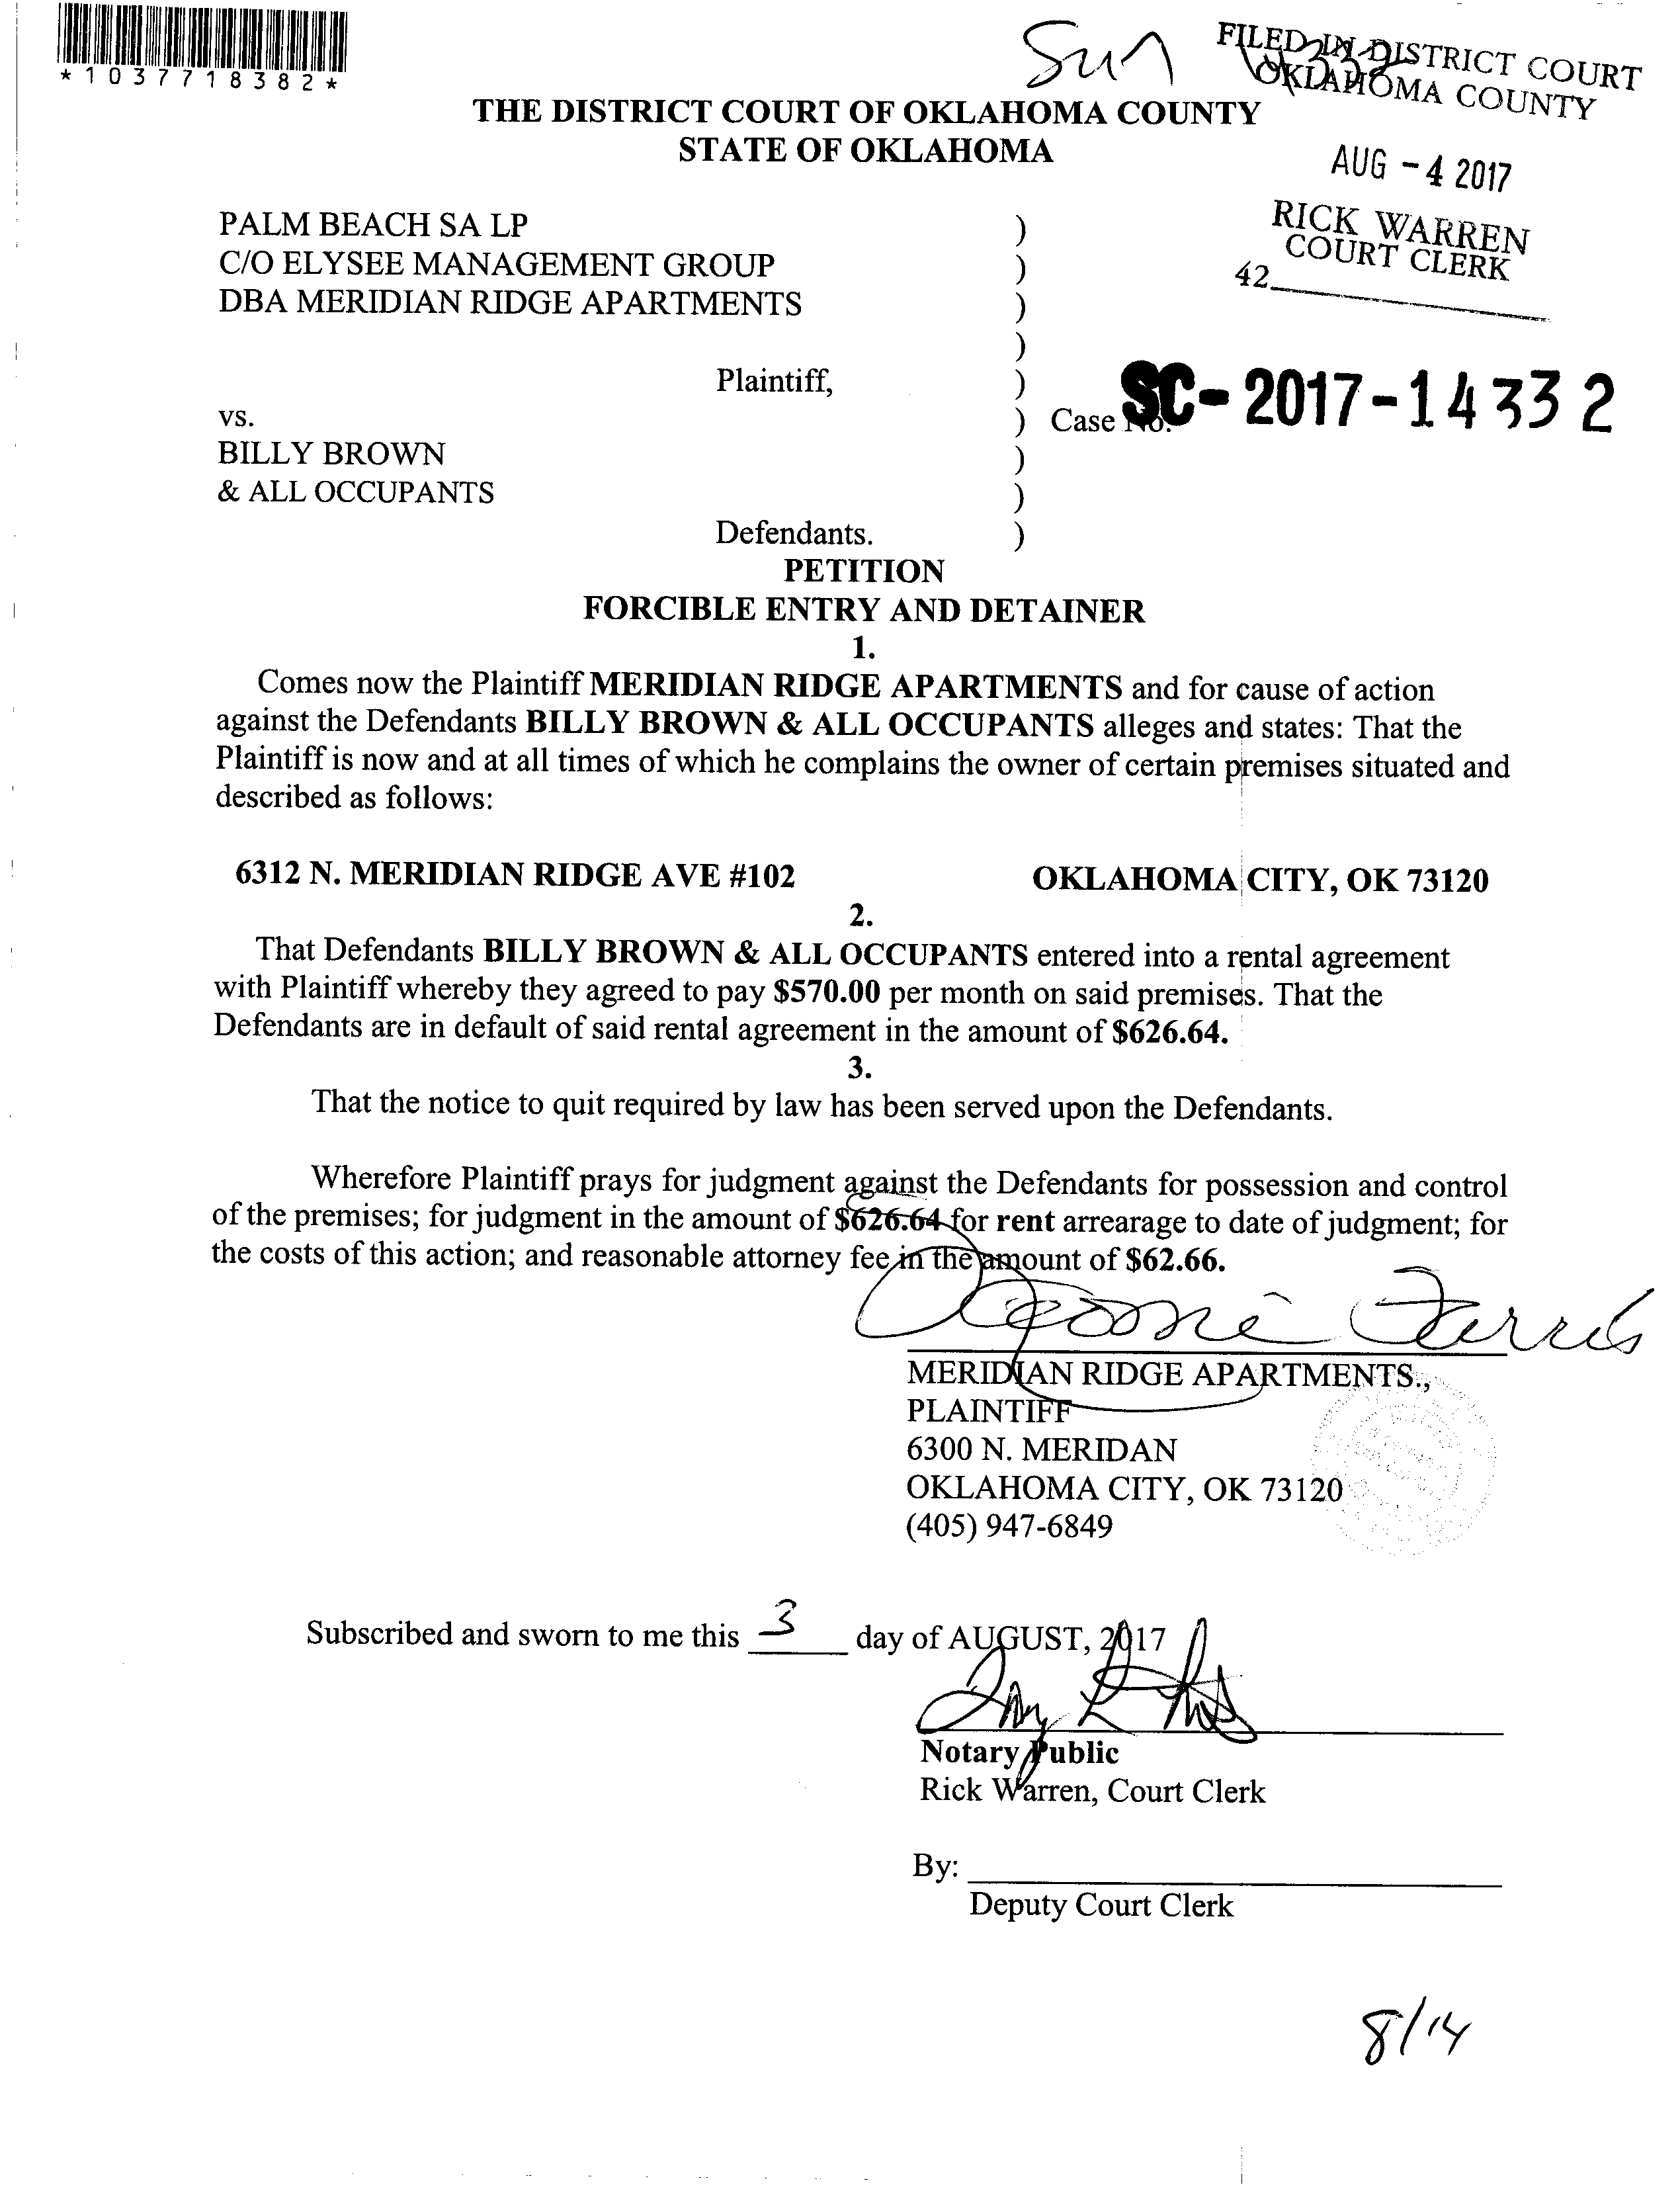 *1037718382*
Sum 14332
FILED IN DISTRICT COURT
OKLAHOMA COUNTY
THE DISTRICT COURT OF OKLAHOMA COUNTY
STATE OF OKLAHOMA
AUG -4 2017
RICK WARREN
COURT CLERK
42
PALM BEACH SA LP )
C/O ELYSEE MANAGEMENT GROUP )
DBA MERIDIAN RIDGE APARTMENTS )
)
Plaintiff, )
vs. ) Case No. SC-2017-14332
BILLY BROWN )
& ALL OCCUPANTS )
Defendants. )
PETITION
FORCIBLE ENTRY AND DETAINER
1.
Comes now the Plaintiff MERIDIAN RIDGE APARTMENTS and for cause of action
against the Defendants BILLY BROWN & ALL OCCUPANTS alleges and states: That the
Plaintiff is now and at all times of which he complains the owner of certain premises situated and
described as follows:
6312 N. MERIDIAN RIDGE AVE #102 OKLAHOMA CITY, OK 73120
2.
That Defendants BILLY BROWN & ALL OCCUPANTS entered into a rental agreement
with Plaintiff whereby they agreed to pay $570.00 per month on said premises. That the
Defendants are in default of said rental agreement in the amount of $626.64.
3.
That the notice to quit required by law has been served upon the Defendants.
Wherefore Plaintiff prays for judgment against the Defendants for possession and control
of the premises; for judgment in the amount of $626.64 for rent arrearage to date of judgment; for
the costs of this action; and reasonable attorney fee in the amount of $62.66.
MERIDIAN RIDGE APARTMENTS.,
PLAINTIFF
6300 N. MERIDAN
OKLAHOMA CITY, OK 73120
(405) 947-6849
Subscribed and sworn to me this 3 day of AUGUST, 2017
Notary Public
Rick Warren, Court Clerk
By:
Deputy Court Clerk
8/14